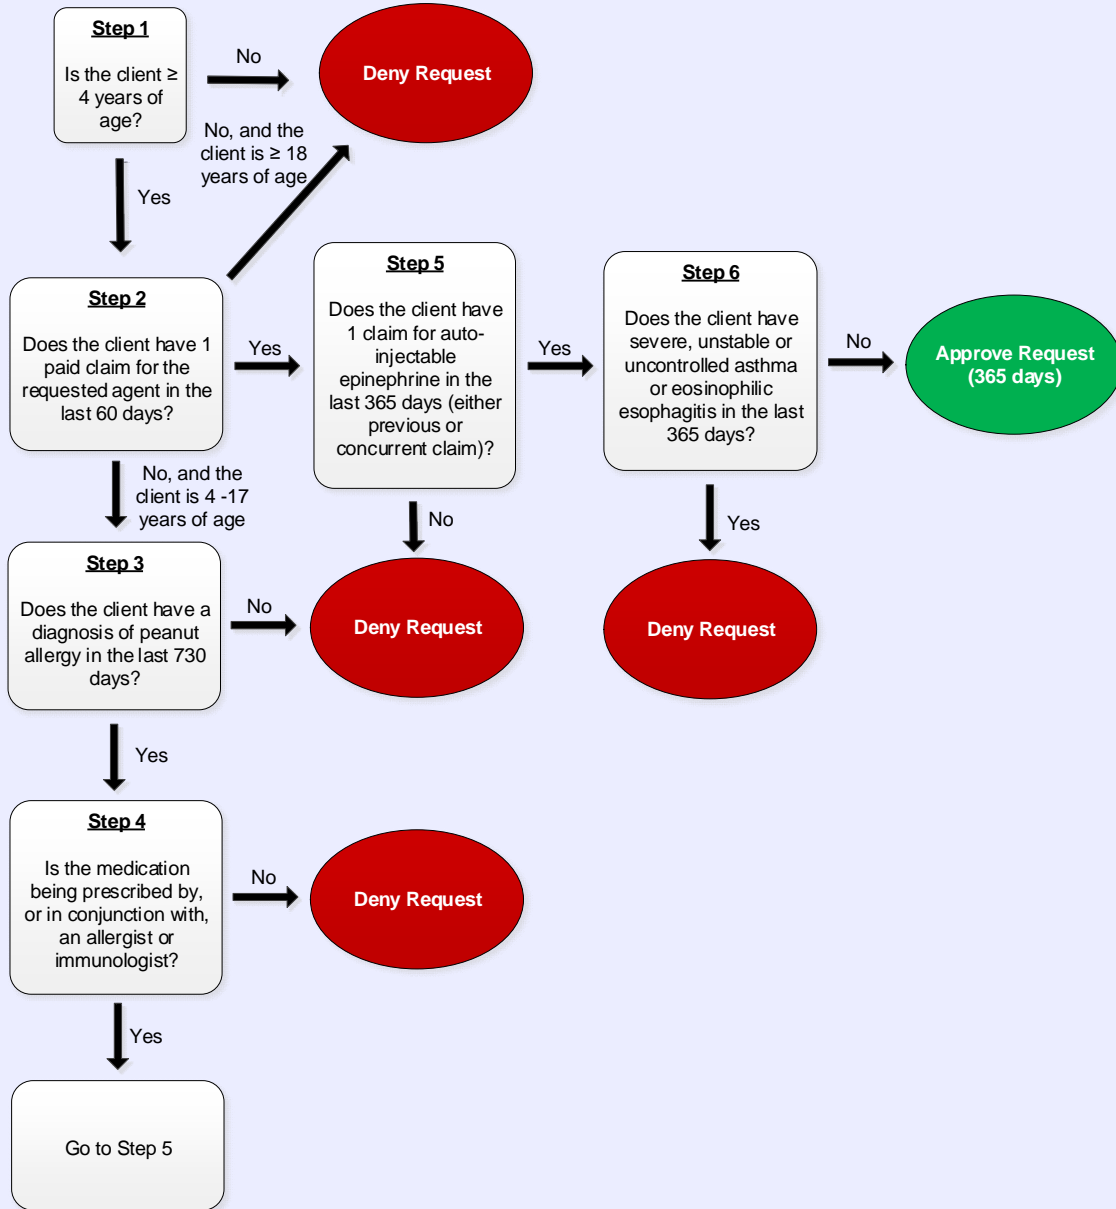 Step 1
Is the client ≥
4 years of
age?
No
Deny Request
No, and the
client is ≥ 18
years of age
Yes
Step 2
Does the client have 1
paid claim for the
requested agent in the
last 60 days?
Yes
Step 5
Does the client have
1 claim for auto-
injectable
epinephrine in the
last 365 days (either
previous or
concurrent claim)?
Yes
Step 6
Does the client have
severe, unstable or
uncontrolled asthma
or eosinophilic
esophagitis in the last
365 days?
No
Approve Request
(365 days)
No, and the
client is 4 -17
years of age
No
Yes
Step 3
Does the client have a
diagnosis of peanut
allergy in the last 730
days?
No
Deny Request
Deny Request
Yes
Step 4
Is the medication
being prescribed by,
or in conjunction with,
an allergist or
immunologist?
No
Deny Request
Yes
Go to Step 5